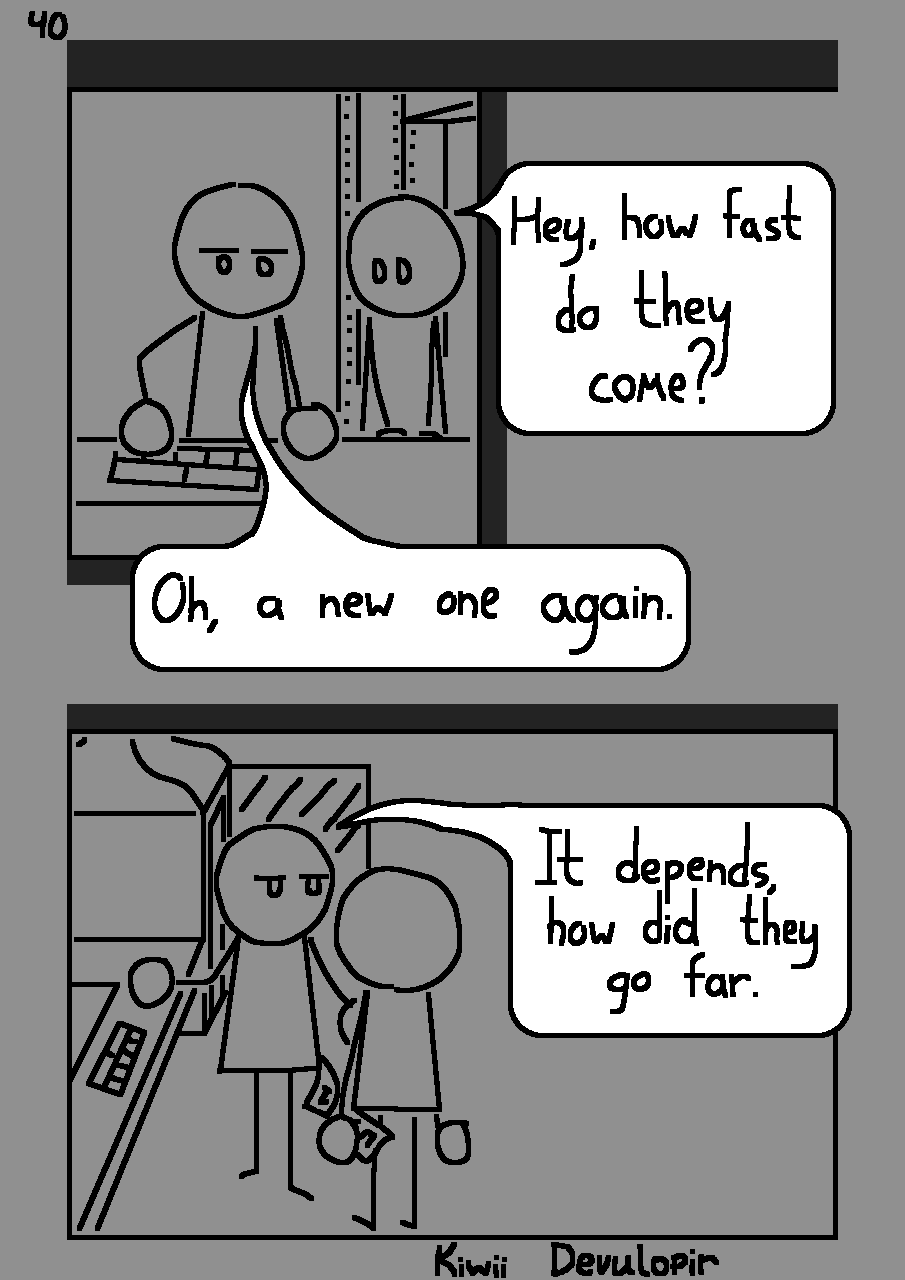 40
Hey, how fast
do they
come?
Oh, a new one again.
It depends,
how did they
go far.
2
Kiwii Devulopir